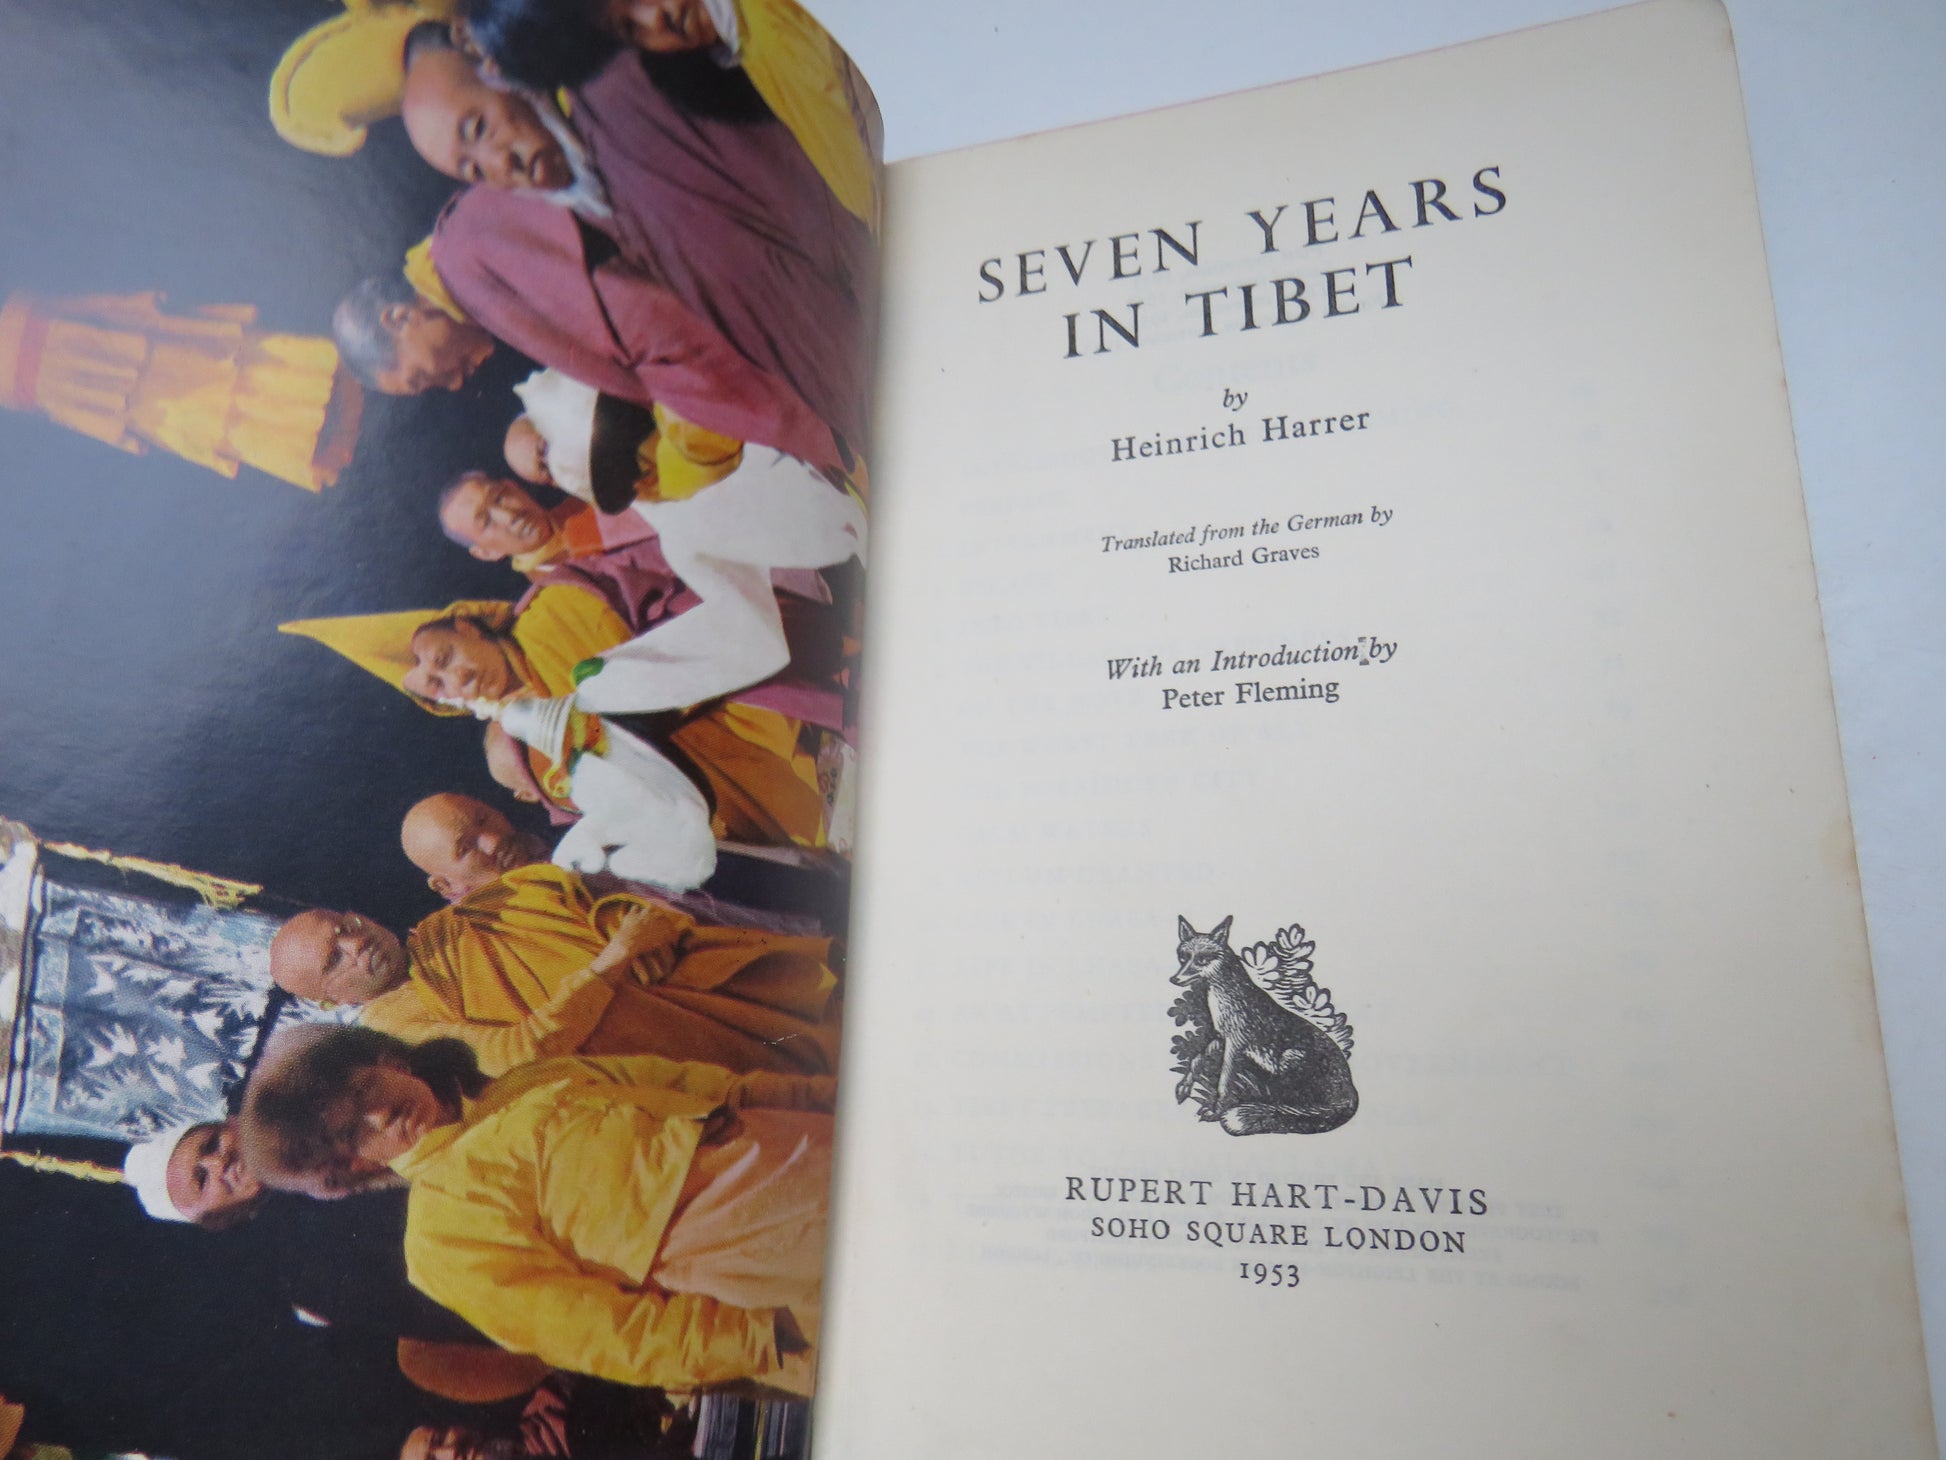 SEVEN YEARS
IN TIBET
by
Heinrich Harrer
Translated from the German by
Richard Graves
With an Introduction by
Peter Fleming
RUPERT HART-DAVIS
SOHO SQUARE LONDON
1953